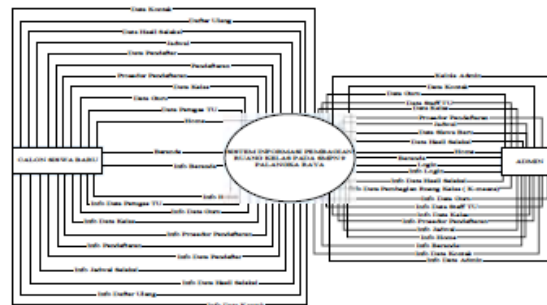 Data Kontak
Daftar Ulang
Data Hasil Seleksi
Jadwal
Data Pendaftar
Pendaftaran
Prosedur Pendaftaran
Data Kelas
Data Guru
Data Petugas TU
Home
Beranda
Info Beranda
CALON SISWA BARU
Info Home
Info Data Petugas TU
Info Data Guru
Info Data Kelas
Info Prosedur Pendaftaran
Info Pendaftaran
Info Data Pendaftar
Info Jadwal Seleksi
Info Data Hasil Seleksi
Info Daftar Ulang
Info Data Kontak
SISTEM INFORMASI PEMBAGIAN
RUANG KELAS PADA SMPN 9
PALANGKA RAYA
Kelola Admin
Data Kontak
Data Guru
Data Staff TU
Data Kelas
Prosedur Pendaftaran
Jadwal
Data Siswa Baru
Data Hasil Seleksi
Home
Beranda
Login
Info Login
ADMIN
Info Data Hasil Seleksi
Info Data Pembagian Ruang Kelas ( K-means)
Info Data Guru
Info Data Staff TU
Info Data Kelas
Info Prosedur Pendaftaran
Info Jadwal
Info Home
Info Beranda
Info Data Kontak
Info Data Admin